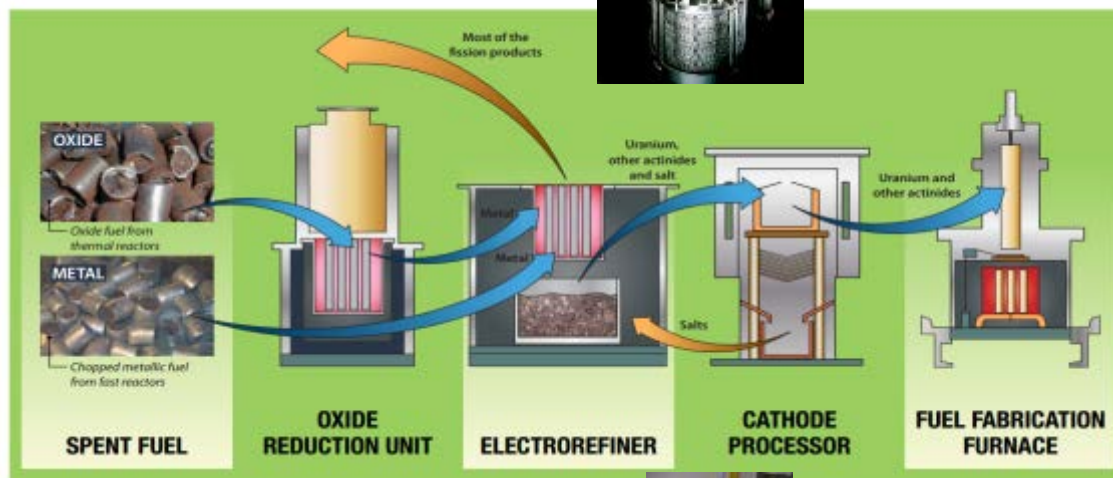 Most of the
fission products
OXIDE
Oxide fuel from
thermal reactors
METAL
Chopped metallic fuel
from fast reactors
Metal
Metal
Uranium,
other actinides
and salt
Salts
Uranium and
other actinides
SPENT FUEL
OXIDE
REDUCTION UNIT
ELECTROREFINER
CATHODE
PROCESSOR
FUEL FABRICATION
FURNACE